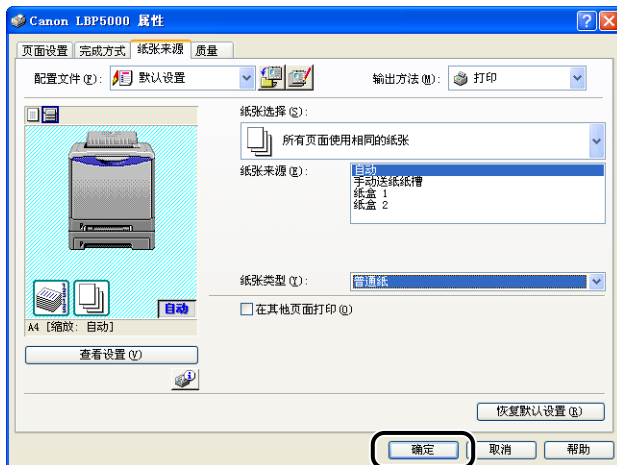 Canon LBP5000 属性
页面设置 完成方式 纸张来源 质量
配置文件(F): 默认设置 输出方法(M): 打印
纸张选择(S):
所有页面使用相同的纸张
纸张来源(E):
自动
手动送纸纸槽
纸盒 1
纸盒 2
纸张类型(Y):
普通纸
在其他页面打印(O)
自动
A4 [缩放: 自动]
查看设置(V)
恢复默认设置(R)
确定 取消 帮助